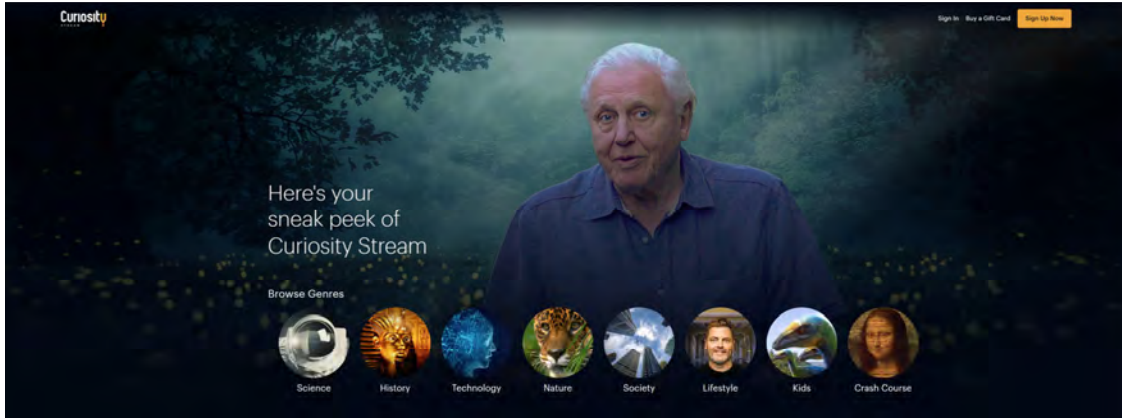 Curiosity
STREAM
Sign In Buy a Gift Card Sign Up Now
Here's your
sneak peek of
Curiosity Stream
Browse Genres
Science History Technology Nature Society Lifestyle Kids Crash Course